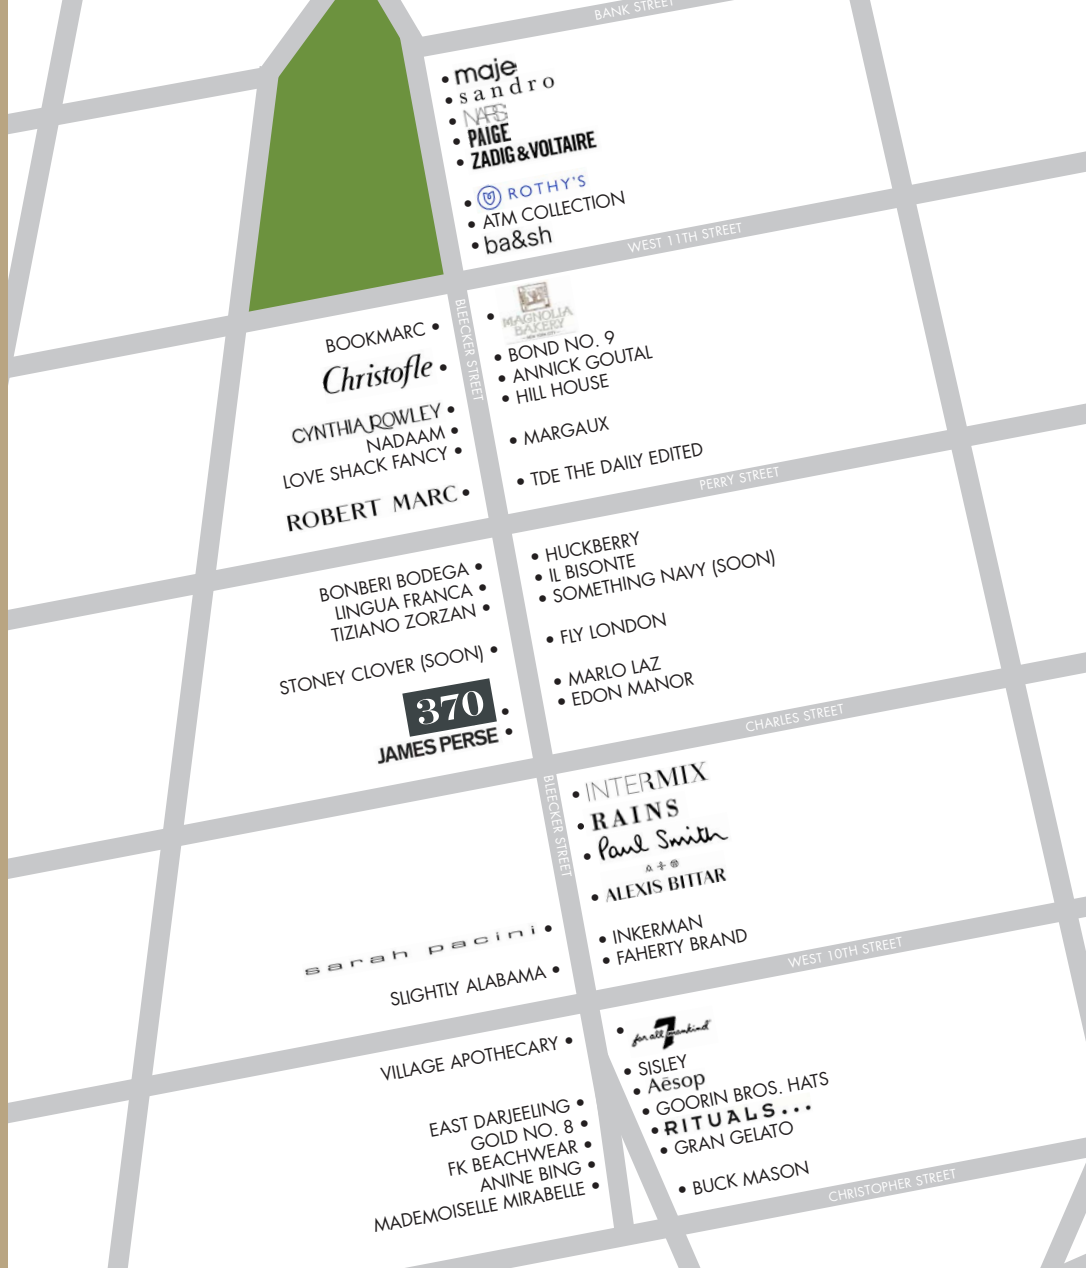 BANK STREET
maje
sandro
NARS
PAIGE
ZADIG&VOLTAIRE
ROTHY'S
ATM COLLECTION
ba&sh
WEST 11TH STREET
BLEECKER STREET
BOOKMARC
Christofle
CYNTHIA ROWLEY
NADAAM
LOVE SHACK FANCY
ROBERT MARC
MAGNOLIA
BAKERY
BOND NO. 9
ANNICK GOUTAL
HILL HOUSE
MARGAUX
TDE THE DAILY EDITED
PERRY STREET
BONBERI BODEGA
LINGUA FRANCA
TIZIANO ZORZAN
STONEY CLOVER (SOON)
370
JAMES PERSE
HUCKBERRY
IL BISONTE
SOMETHING NAVY (SOON)
FLY LONDON
MARLO LAZ
EDON MANOR
CHARLES STREET
BLEECKER STREET
INTERMIX
RAINS
Paul Smith
ALEXIS BITTAR
INKERMAN
FAHERTY BRAND
sarah pacini
SLIGHTLY ALABAMA
WEST 10TH STREET
VILLAGE APOTHECARY
EAST DARJEELING
GOLD NO. 8
FK BEACHWEAR
ANINE BING
MADEMOISELLE MIRABELLE
for all 7 mankind
SISLEY
Aēsop
GOORIN BROS. HATS
RITUALS...
GRAN GELATO
BUCK MASON
CHRISTOPHER STREET